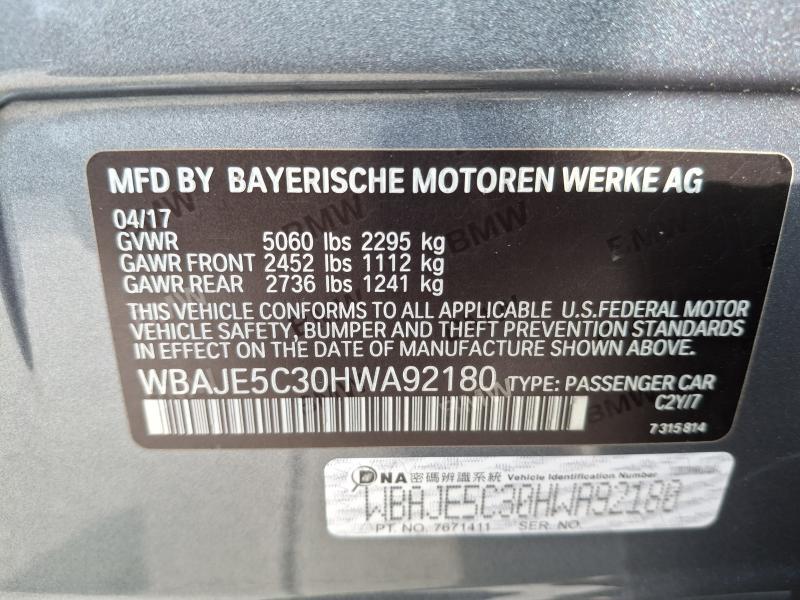 MFD BY BAYERISCHE MOTOREN WERKE AG
04/17
GVWR 5060 lbs 2295 kg
GAWR FRONT 2452 lbs 1112 kg
GAWR REAR 2736 lbs 1241 kg
THIS VEHICLE CONFORMS TO ALL APPLICABLE U.S.FEDERAL MOTOR
VEHICLE SAFETY, BUMPER AND THEFT PREVENTION STANDARDS
IN EFFECT ON THE DATE OF MANUFACTURE SHOWN ABOVE.
WBAJE5C30HWA92180 TYPE: PASSENGER CAR
C2Y/7
7315814
DNA密碼辨識系統 Vehicle Identification Number
WBAJE5C30HWA92180
PT. NO. 7671411 SER. NO.